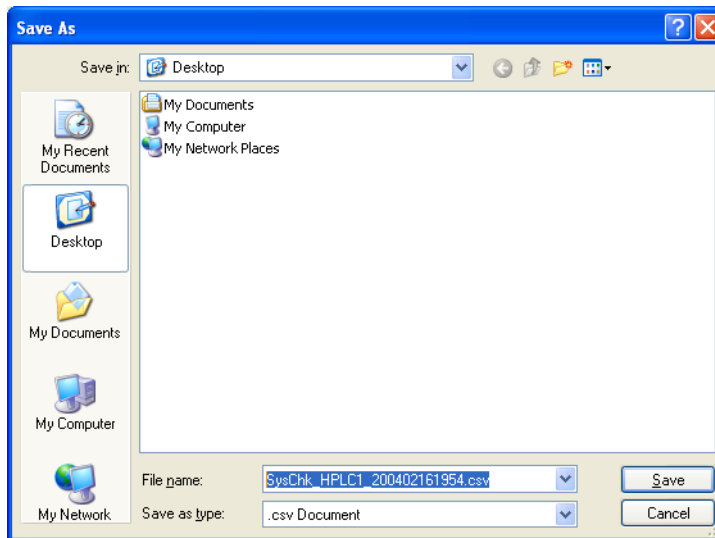 Save As
Save in:
Desktop
My Documents
My Computer
My Network Places
My Recent
Documents
Desktop
My Documents
My Computer
My Network
File name:
SysChk_HPLC1_200402161954.csv
Save
Save as type:
.csv Document
Cancel